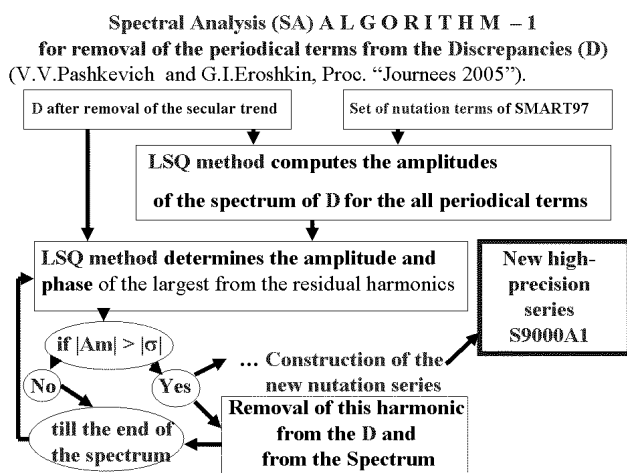 Spectral Analysis (SA) A L G O R I T H M – 1
for removal of the periodical terms from the Discrepancies (D)
(V.V.Pashkevich and G.I.Eroshkin, Proc. “Journees 2005”).
D after removal of the secular trend
Set of nutation terms of SMART97
LSQ method computes the amplitudes
of the spectrum of D for the all periodical terms
LSQ method determines the amplitude and
phase of the largest from the residual harmonics
New high-
precision
series
S9000A1
if |Am| > |σ|
No
Yes
... Construction of the
new nutation series
Removal of this harmonic
from the D and
from the Spectrum
till the end of
the spectrum